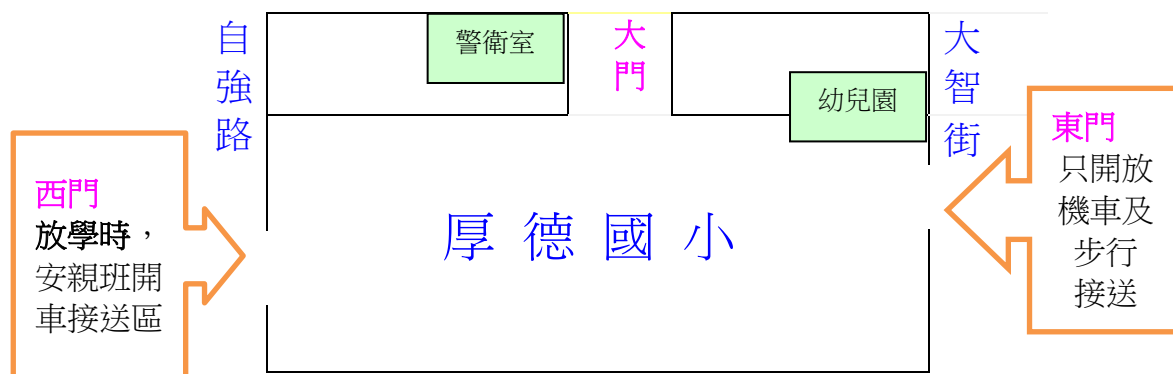 自強路
警衛室
大門
幼兒園
大智街
西門
放學時，
安親班開
車接送區
厚德國小
東門
只開放
機車及
步行
接送